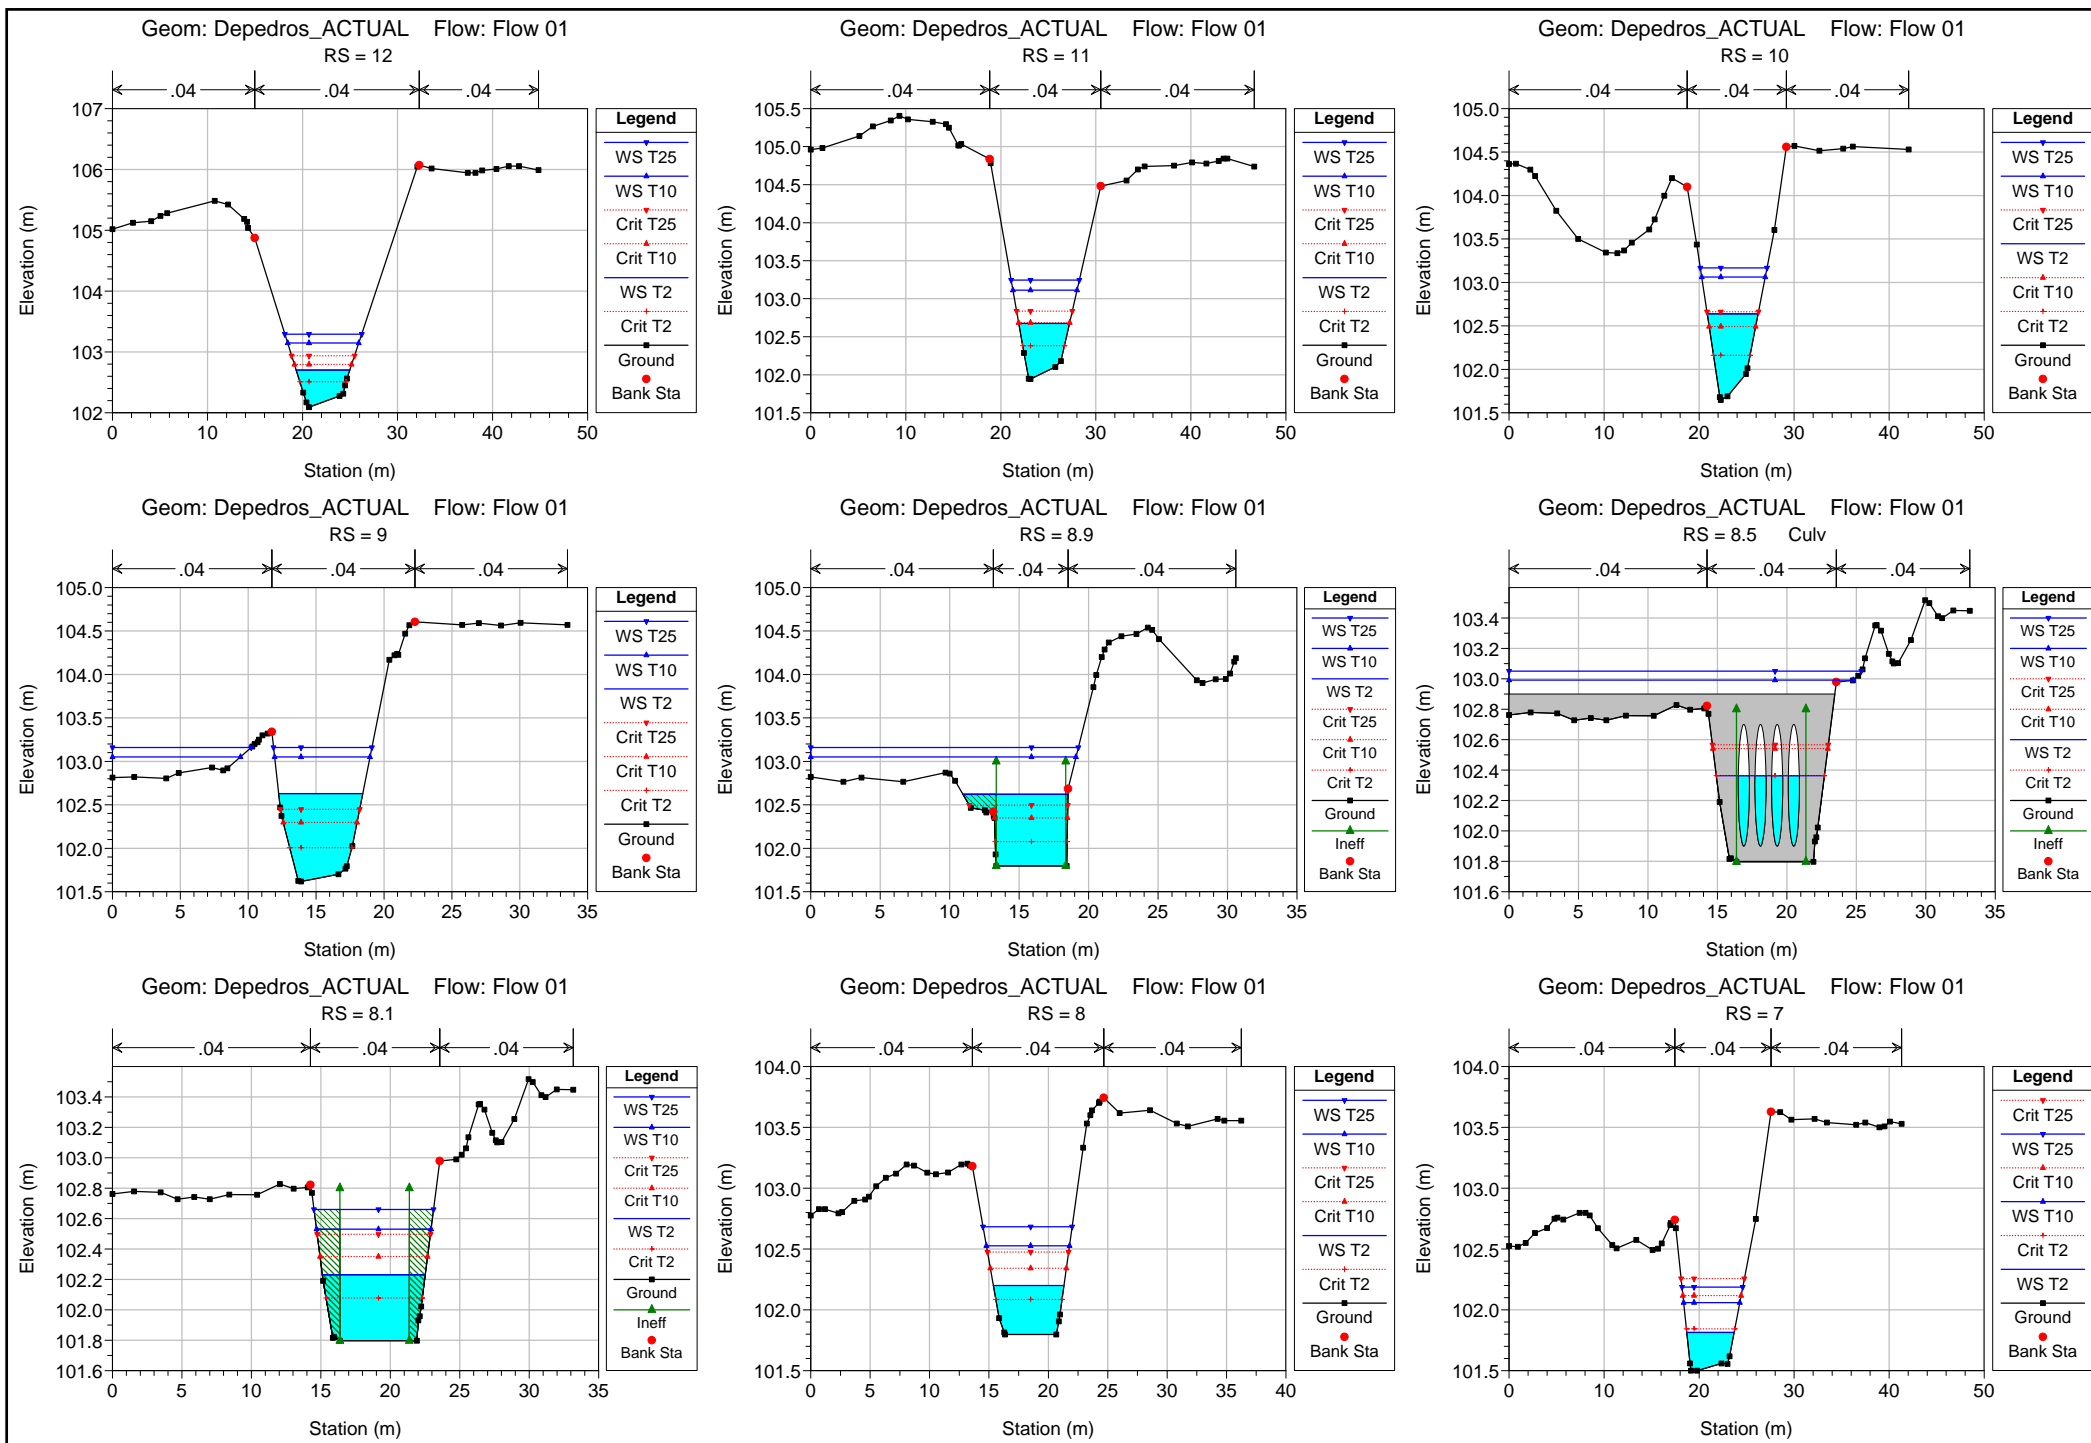 Geom: Depedros_ACTUAL    Flow: Flow 01
RS = 12
.04 .04 .04
107
106
105
104
103
102
0 10 20 30 40 50
Elevation (m)
Station (m)
Legend
WS T25
WS T10
Crit T25
Crit T10
WS T2
Crit T2
Ground
Bank Sta
Geom: Depedros_ACTUAL    Flow: Flow 01
RS = 11
.04 .04 .04
105.5
105.0
104.5
104.0
103.5
103.0
102.5
102.0
101.5
0 10 20 30 40 50
Elevation (m)
Station (m)
Legend
WS T25
WS T10
Crit T25
Crit T10
WS T2
Crit T2
Ground
Bank Sta
Geom: Depedros_ACTUAL    Flow: Flow 01
RS = 10
.04 .04 .04
105.0
104.5
104.0
103.5
103.0
102.5
102.0
101.5
0 10 20 30 40 50
Elevation (m)
Station (m)
Legend
WS T25
WS T10
Crit T25
WS T2
Crit T10
Crit T2
Ground
Bank Sta
Geom: Depedros_ACTUAL    Flow: Flow 01
RS = 9
.04 .04 .04
105.0
104.5
104.0
103.5
103.0
102.5
102.0
101.5
0 5 10 15 20 25 30 35
Elevation (m)
Station (m)
Legend
WS T25
WS T10
WS T2
Crit T25
Crit T10
Crit T2
Ground
Bank Sta
Geom: Depedros_ACTUAL    Flow: Flow 01
RS = 8.9
.04 .04 .04
105.0
104.5
104.0
103.5
103.0
102.5
102.0
101.5
0 5 10 15 20 25 30 35
Elevation (m)
Station (m)
Legend
WS T25
WS T10
WS T2
Crit T25
Crit T10
Crit T2
Ground
Ineff
Bank Sta
Geom: Depedros_ACTUAL    Flow: Flow 01
RS = 8.5    Culv
.04 .04 .04
103.4
103.2
103.0
102.8
102.6
102.4
102.2
102.0
101.8
101.6
0 5 10 15 20 25 30 35
Elevation (m)
Station (m)
Legend
WS T25
WS T10
Crit T25
Crit T10
WS T2
Crit T2
Ground
Ineff
Bank Sta
Geom: Depedros_ACTUAL    Flow: Flow 01
RS = 8.1
.04 .04 .04
103.4
103.2
103.0
102.8
102.6
102.4
102.2
102.0
101.8
101.6
0 5 10 15 20 25 30 35
Elevation (m)
Station (m)
Legend
WS T25
WS T10
Crit T25
Crit T10
WS T2
Crit T2
Ground
Ineff
Bank Sta
Geom: Depedros_ACTUAL    Flow: Flow 01
RS = 8
.04 .04 .04
104.0
103.5
103.0
102.5
102.0
101.5
0 5 10 15 20 25 30 35 40
Elevation (m)
Station (m)
Legend
WS T25
WS T10
Crit T25
Crit T10
WS T2
Crit T2
Ground
Bank Sta
Geom: Depedros_ACTUAL    Flow: Flow 01
RS = 7
.04 .04 .04
104.0
103.5
103.0
102.5
102.0
101.5
0 10 20 30 40 50
Elevation (m)
Station (m)
Legend
Crit T25
WS T25
Crit T10
WS T10
Crit T2
WS T2
Ground
Bank Sta